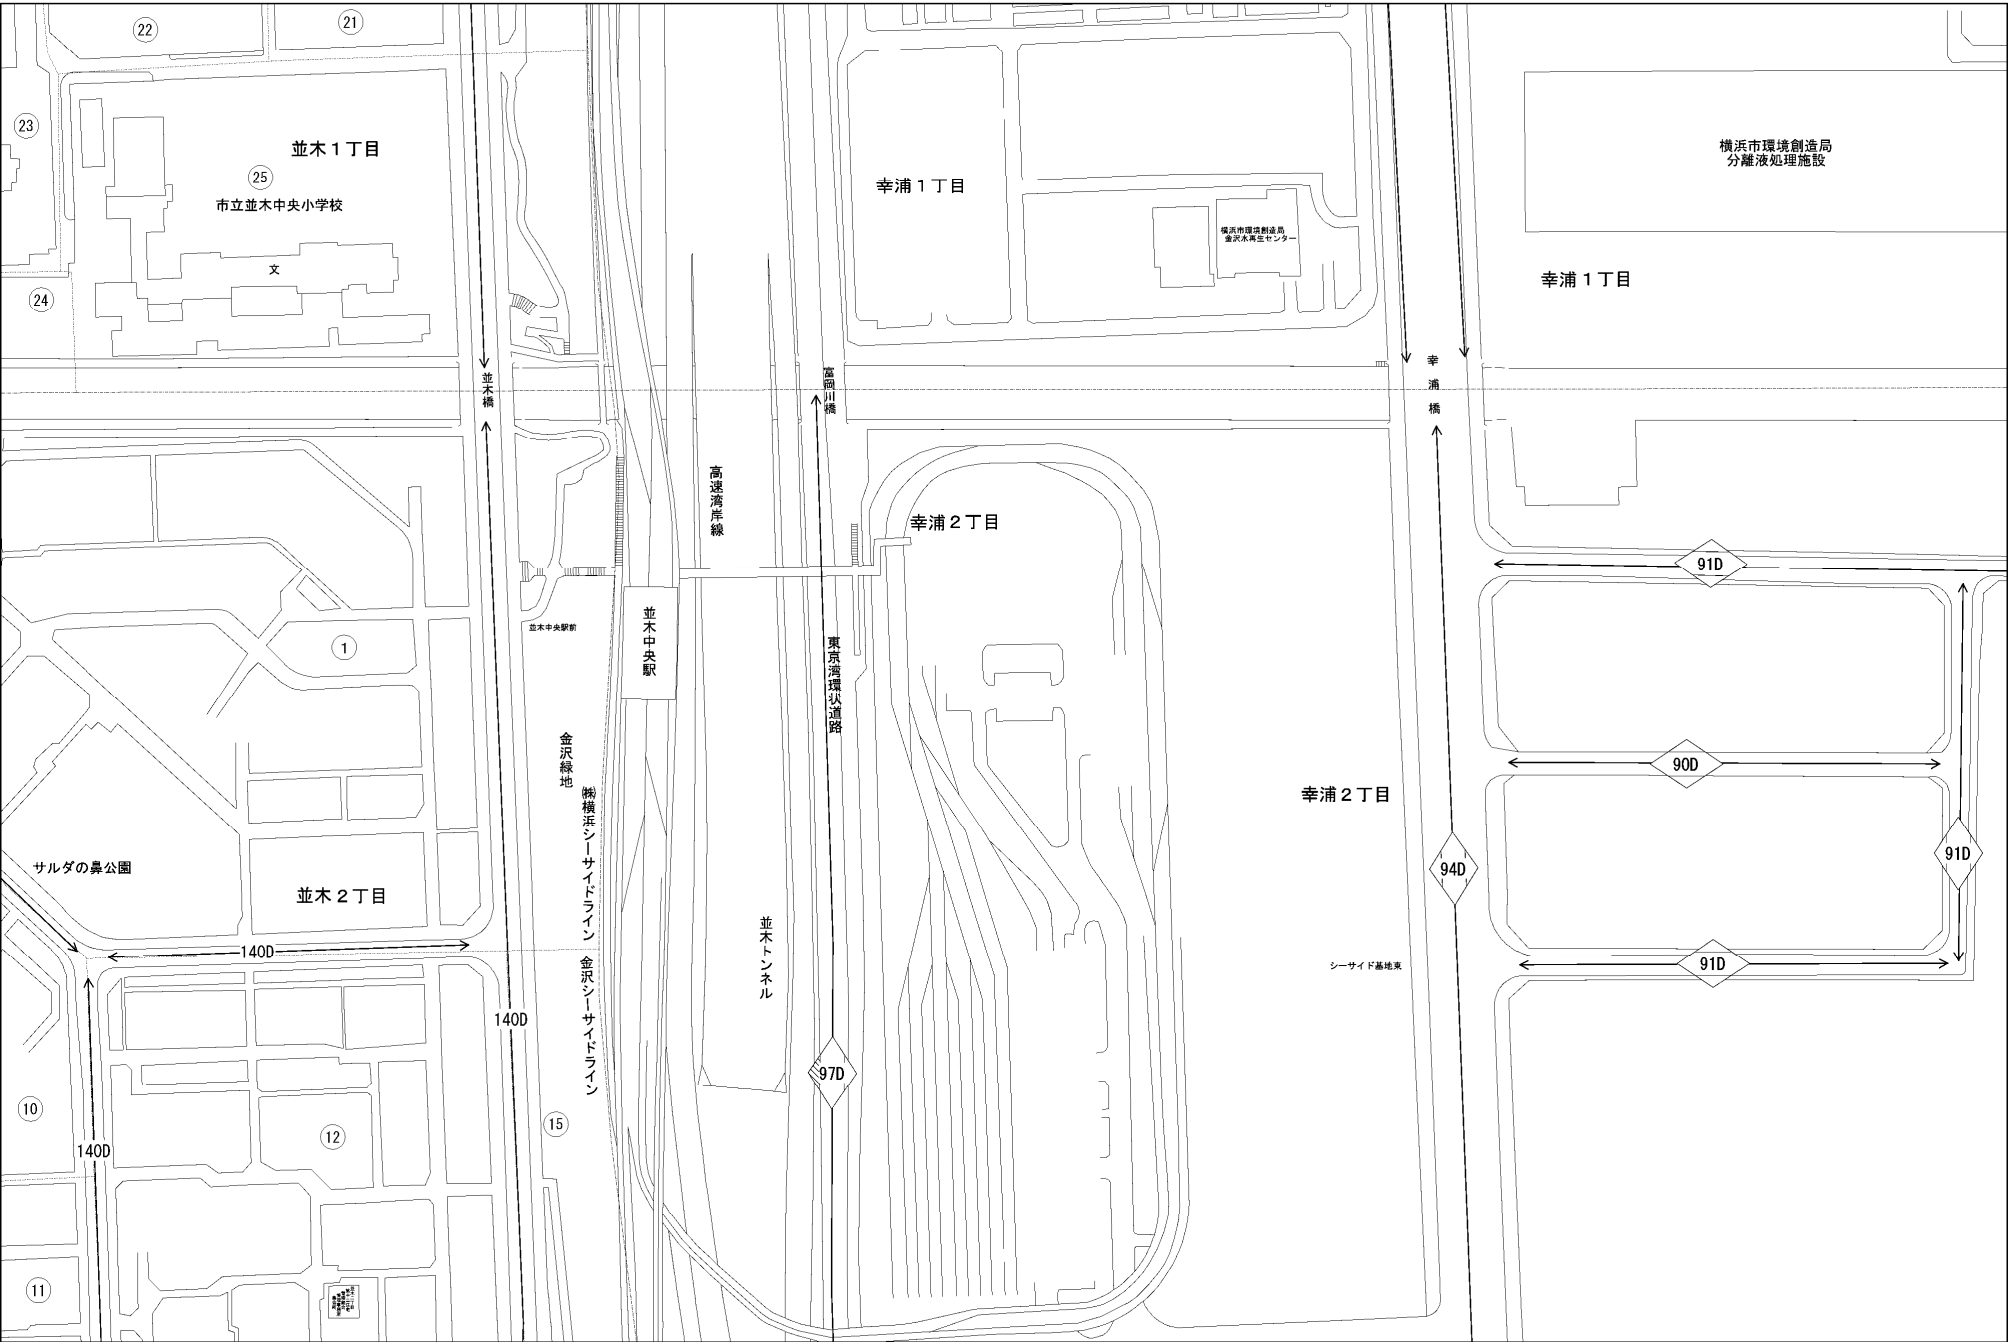 22
21
23
並木1丁目
25
市立並木中央小学校
文
24
幸浦1丁目
横浜市環境創造局
金沢水再生センター
横浜市環境創造局
分離液処理施設
幸浦1丁目
並木橋
富岡川橋
幸浦橋
高速湾岸線
幸浦2丁目
91D
並木中央駅前
並木中央駅
1
東京湾環状道路
金沢緑地
㈱横浜シーサイドライン
金沢シーサイドライン
90D
幸浦2丁目
サルダの鼻公園
並木2丁目
94D
91D
140D
並木トンネル
シーサイド基地東
91D
140D
97D
10
15
12
140D
11